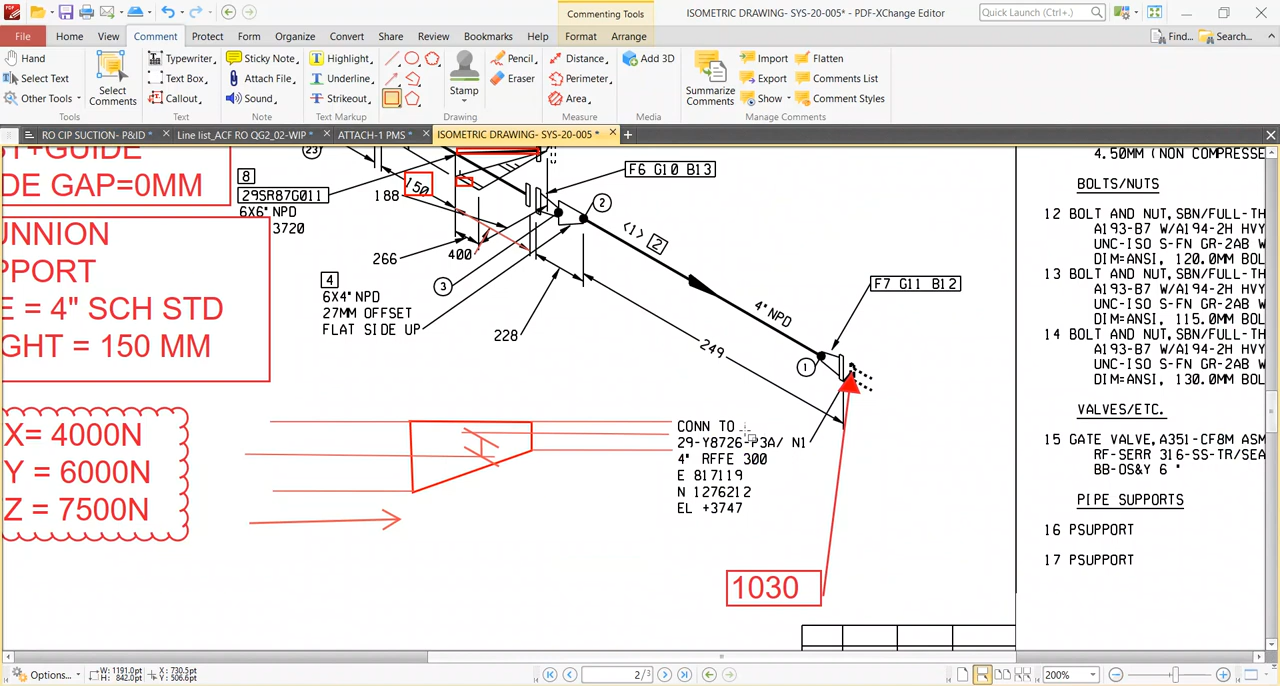 Commenting Tools
ISOMETRIC DRAWING- SYS-20-005* - PDF-XChange Editor
Quick Launch (Ctrl+.)
File Home View Comment Protect Form Organize Convert Share Review Bookmarks Help Format Arrange
Find... Search...
Hand
Select Text
Other Tools
Tools
Select Comments
Typewriter
Text Box
Callout
Text
Sticky Note
Attach File
Sound
Note
Highlight
Underline
Strikeout
Text Markup
Pencil
Eraser
Drawing
Stamp
Distance
Perimeter
Area
Measure
Add 3D
Media
Summarize Comments
Import
Export
Show
Flatten
Comments List
Comment Styles
Manage Comments
RO CIP SUCTION- P&ID *
Line list_ACF RO QG2_02-WIP *
ATTACH-1 PMS *
ISOMETRIC DRAWING- SYS-20-005 *
ST+GUIDE
DE GAP=0MM
UNNION
PPORT
E = 4" SCH STD
GHT = 150 MM
X= 4000N
Y = 6000N
Z = 7500N
23
8
29SR87G011
6X6"NPD
3720
150
188
266
400
4
6X4"NPD
27MM OFFSET
FLAT SIDE UP
3
228
2
F6 G10 B13
<1> 2
4"NPD
249
F7 G11 B12
1
CONN TO
29-Y8726-P3A/ N1
4" RFFE 300
E 817119
N 1276212
EL +3747
1030
4.50MM (NON COMPRESSE
BOLTS/NUTS
12 BOLT AND NUT,SBN/FULL-TH
A193-B7 W/A194-2H HVY
UNC-ISO S-FN GR-2AB W
DIM-ANSI, 120.0MM BOL
13 BOLT AND NUT,SBN/FULL-TH
A193-B7 W/A194-2H HVY
UNC-ISO S-FN GR-2AB W
DIM-ANSI, 115.0MM BOL
14 BOLT AND NUT,SBN/FULL-TH
A193-B7 W/A194-2H HVY
UNC-ISO S-FN GR-2AB W
DIM-ANSI, 130.0MM BOL
VALVES/ETC.
15 GATE VALVE,A351-CF8M ASM
RF-SERR 316-SS-TR/SEA
BB-OS&Y 6 "
PIPE SUPPORTS
16 PSUPPORT
17 PSUPPORT
Options...
W: 1191.0pt
H: 842.0pt
X: 730.5pt
Y: 506.6pt
2/3
200%